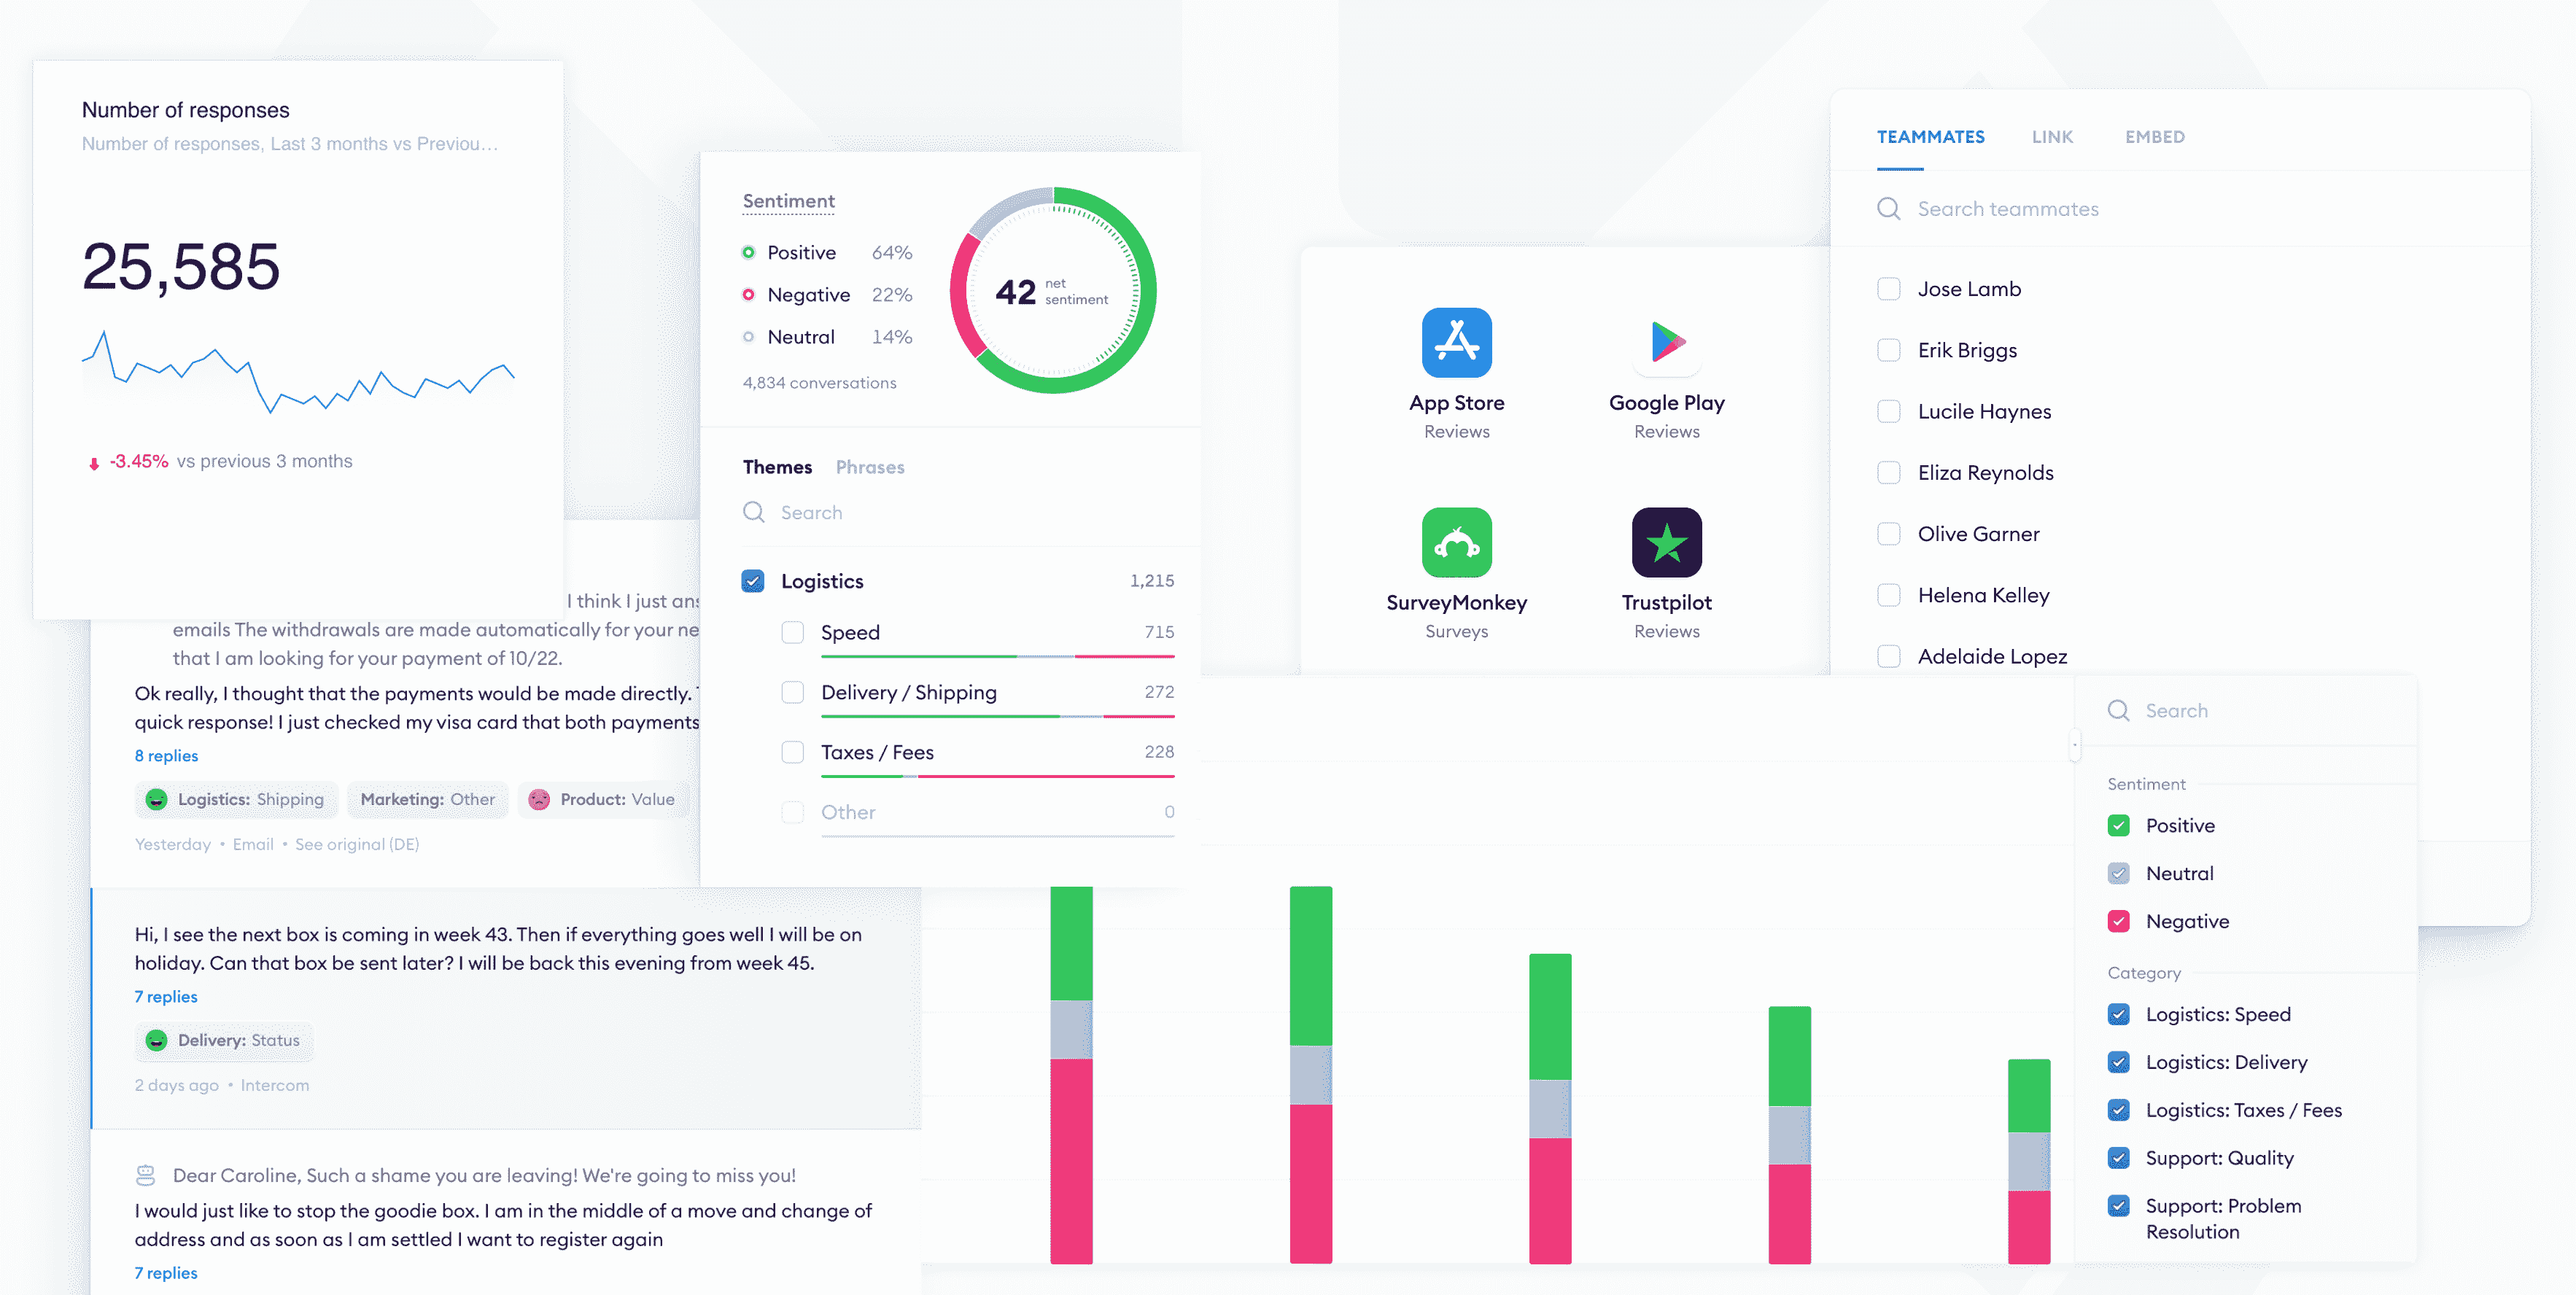 Number of responses
Number of responses, Last 3 months vs Previou...
25,585
-3.45% vs previous 3 months
I think I just
emails The withdrawals are made automatically for your
that I am looking for your payment of 10/22.
Ok really, I thought that the payments would be made directly.
quick response! I just checked my visa card that both payments
8 replies
Logistics: Shipping
Marketing: Other
Product: Value
Yesterday • Email • See original (DE)
Hi, I see the next box is coming in week 43. Then if everything goes well I will be on
holiday. Can that box be sent later? I will be back this evening from week 45.
7 replies
Delivery: Status
2 days ago • Intercom
Dear Caroline, Such a shame you are leaving! We're going to miss you!
I would just like to stop the goodie box. I am in the middle of a move and change of
address and as soon as I am settled I want to register again
7 replies
Sentiment
Positive 64%
Negative 22%
Neutral 14%
4,834 conversations
42 net
sentiment
Themes Phrases
Search
Logistics 1,215
Speed 715
Delivery / Shipping 272
Taxes / Fees 228
Other 0
App Store
Reviews
Google Play
Reviews
SurveyMonkey
Surveys
Trustpilot
Reviews
TEAMMATES LINK EMBED
Search teammates
Jose Lamb
Erik Briggs
Lucile Haynes
Eliza Reynolds
Olive Garner
Helena Kelley
Adelaide Lopez
Search
Sentiment
Positive
Neutral
Negative
Category
Logistics: Speed
Logistics: Delivery
Logistics: Taxes / Fees
Support: Quality
Support: Problem
Resolution